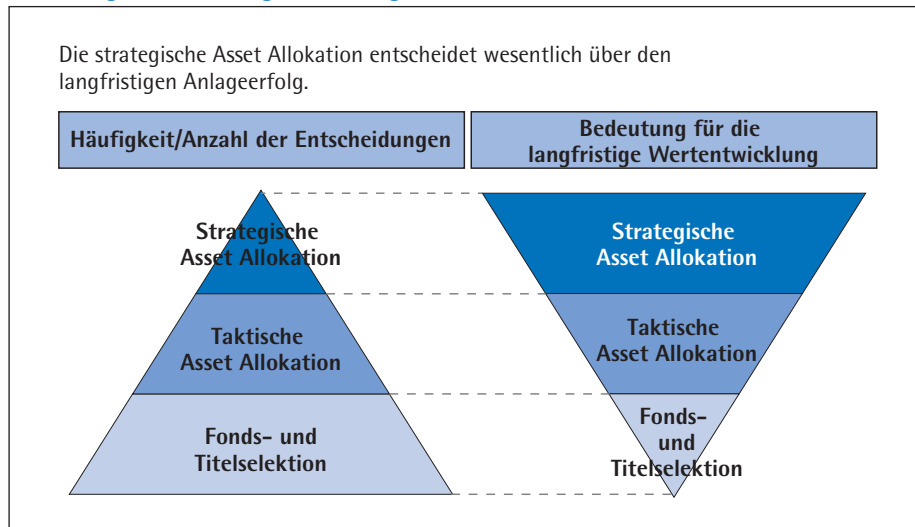 Die strategische Asset Allokation entscheidet wesentlich über den
langfristigen Anlageerfolg.
Häufigkeit/Anzahl der Entscheidungen
Bedeutung für die
langfristige Wertentwicklung
Strategische
Asset Allokation
Strategische
Asset Allokation
Taktische
Asset Allokation
Taktische
Asset Allokation
Fonds- und
Titelselektion
Fonds-
und
Titelselektion